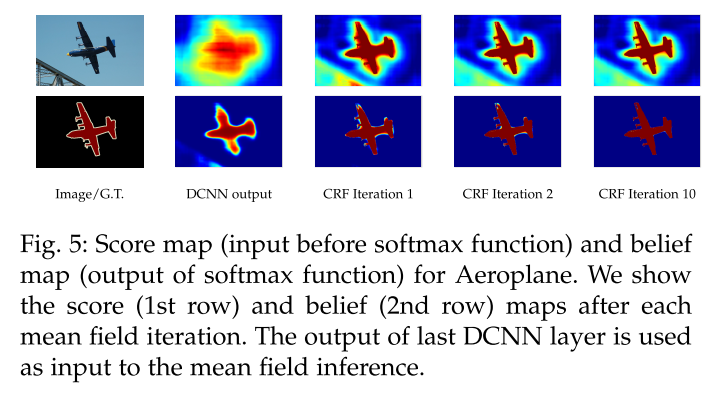 Image/G.T.
DCNN output
CRF Iteration 1
CRF Iteration 2
CRF Iteration 10
Fig. 5: Score map (input before softmax function) and belief
map (output of softmax function) for Aeroplane. We show
the score (1st row) and belief (2nd row) maps after each
mean field iteration. The output of last DCNN layer is used
as input to the mean field inference.